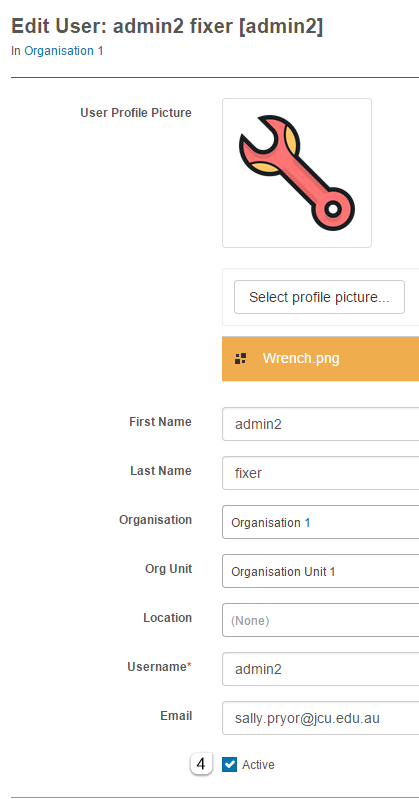 Edit User: admin2 fixer [admin2]
In Organisation 1
User Profile Picture
Select profile picture...
Wrench.png
First Name admin2
Last Name fixer
Organisation Organisation 1
Org Unit Organisation Unit 1
Location (None)
Username* admin2
Email sally.pryor@jcu.edu.au
4 Active